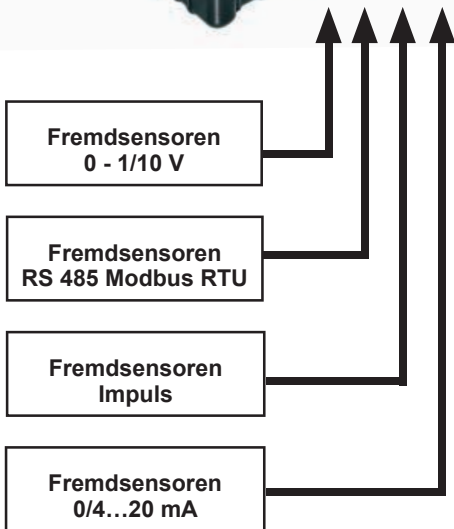 Fremdsensoren
0 - 1/10 V
Fremdsensoren
RS 485 Modbus RTU
Fremdsensoren
Impuls
Fremdsensoren
0/4…20 mA